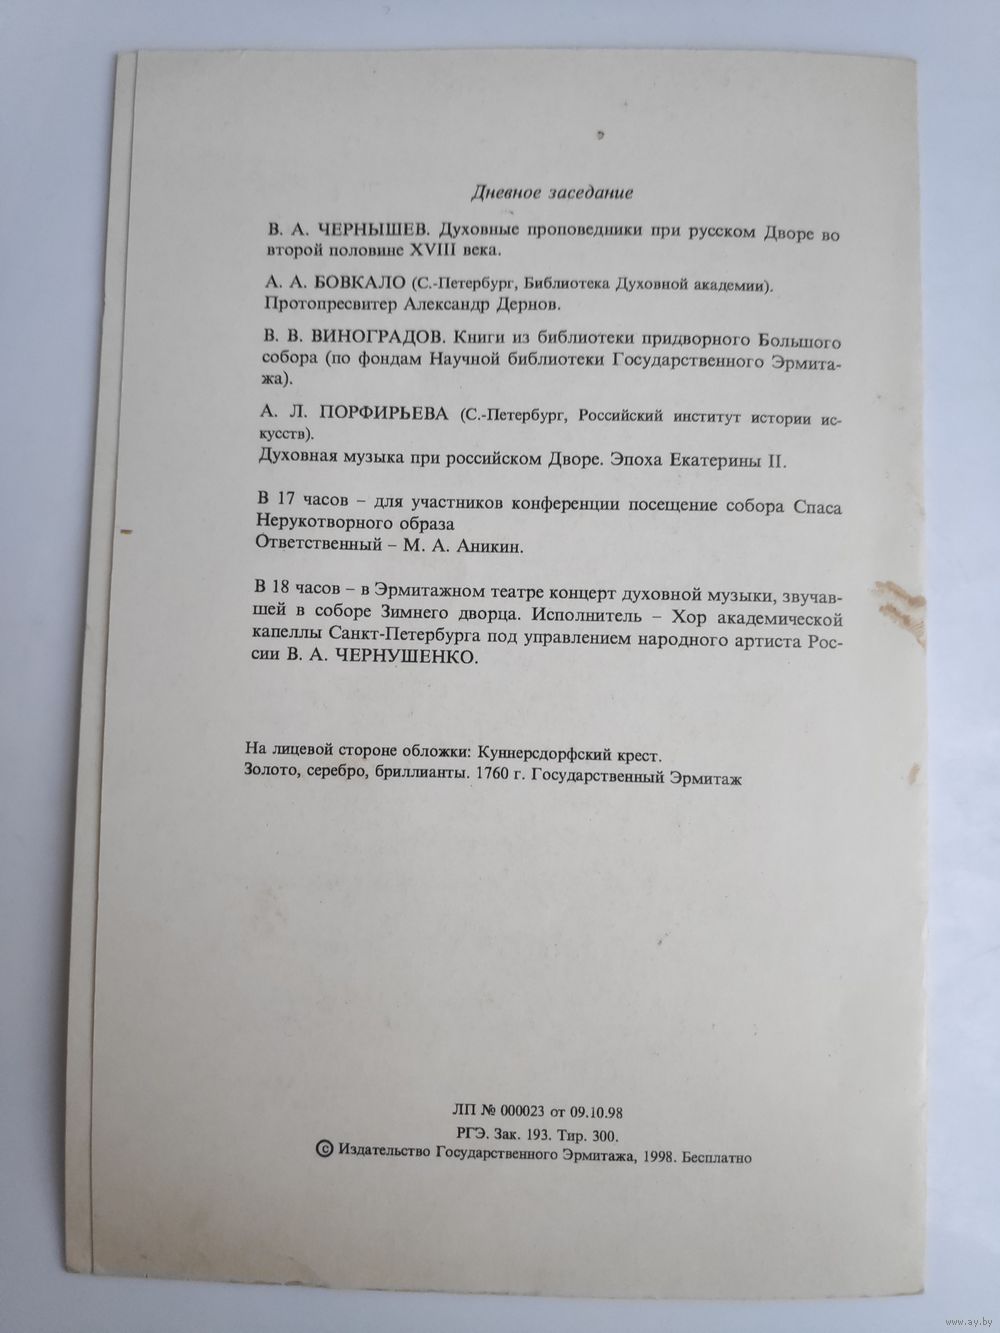 Дневное заседание
В. А. ЧЕРНЫШЕВ. Духовные проповедники при русском Дворе во
второй половине XVIII века.
А. А. БОВКАЛО (С.-Петербург, Библиотека Духовной академии).
Протопресвитер Александр Дернов.
В. В. ВИНОГРАДОВ. Книги из библиотеки придворного Большого
собора (по фондам Научной библиотеки Государственного Эрмита-
жа).
А. Л. ПОРФИРЬЕВА (С.-Петербург, Российский институт истории ис-
кусств).
Духовная музыка при российском Дворе. Эпоха Екатерины II.
В 17 часов – для участников конференции посещение собора Спаса
Нерукотворного образа
Ответственный – М. А. Аникин.
В 18 часов – в Эрмитажном театре концерт духовной музыки, звучав-
шей в соборе Зимнего дворца. Исполнитель – Хор академической
капеллы Санкт-Петербурга под управлением народного артиста Рос-
сии В. А. ЧЕРНУШЕНКО.
На лицевой стороне обложки: Куннерсдорфский крест.
Золото, серебро, бриллианты. 1760 г. Государственный Эрмитаж
ЛП № 000023 от 09.10.98
РГЭ. Зак. 193. Тир. 300.
© Издательство Государственного Эрмитажа, 1998. Бесплатно
www.ay.by